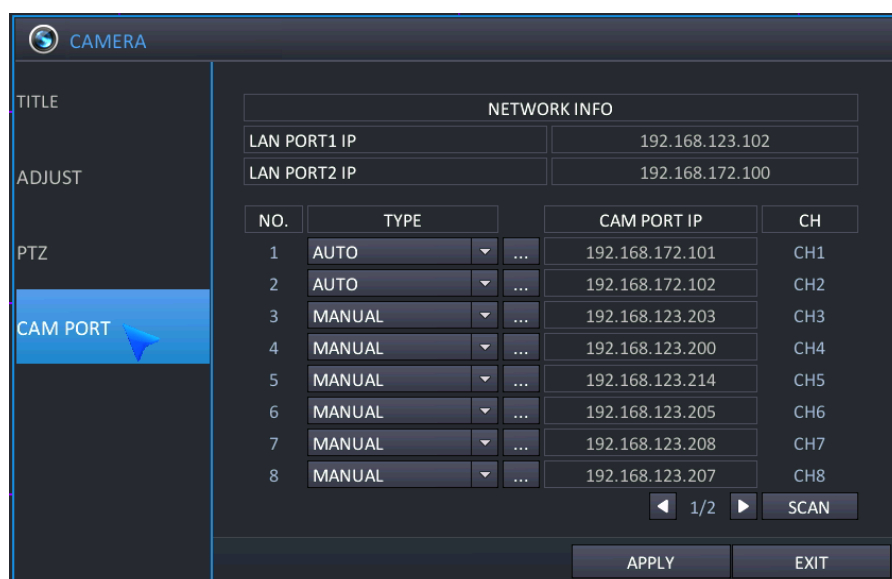 CAMERA
TITLE
ADJUST
PTZ
CAM PORT
NETWORK INFO
LAN PORT1 IP 192.168.123.102
LAN PORT2 IP 192.168.172.100
NO. TYPE CAM PORT IP CH
1 AUTO ... 192.168.172.101 CH1
2 AUTO ... 192.168.172.102 CH2
3 MANUAL ... 192.168.123.203 CH3
4 MANUAL ... 192.168.123.200 CH4
5 MANUAL ... 192.168.123.214 CH5
6 MANUAL ... 192.168.123.205 CH6
7 MANUAL ... 192.168.123.208 CH7
8 MANUAL ... 192.168.123.207 CH8
1/2 SCAN
APPLY EXIT